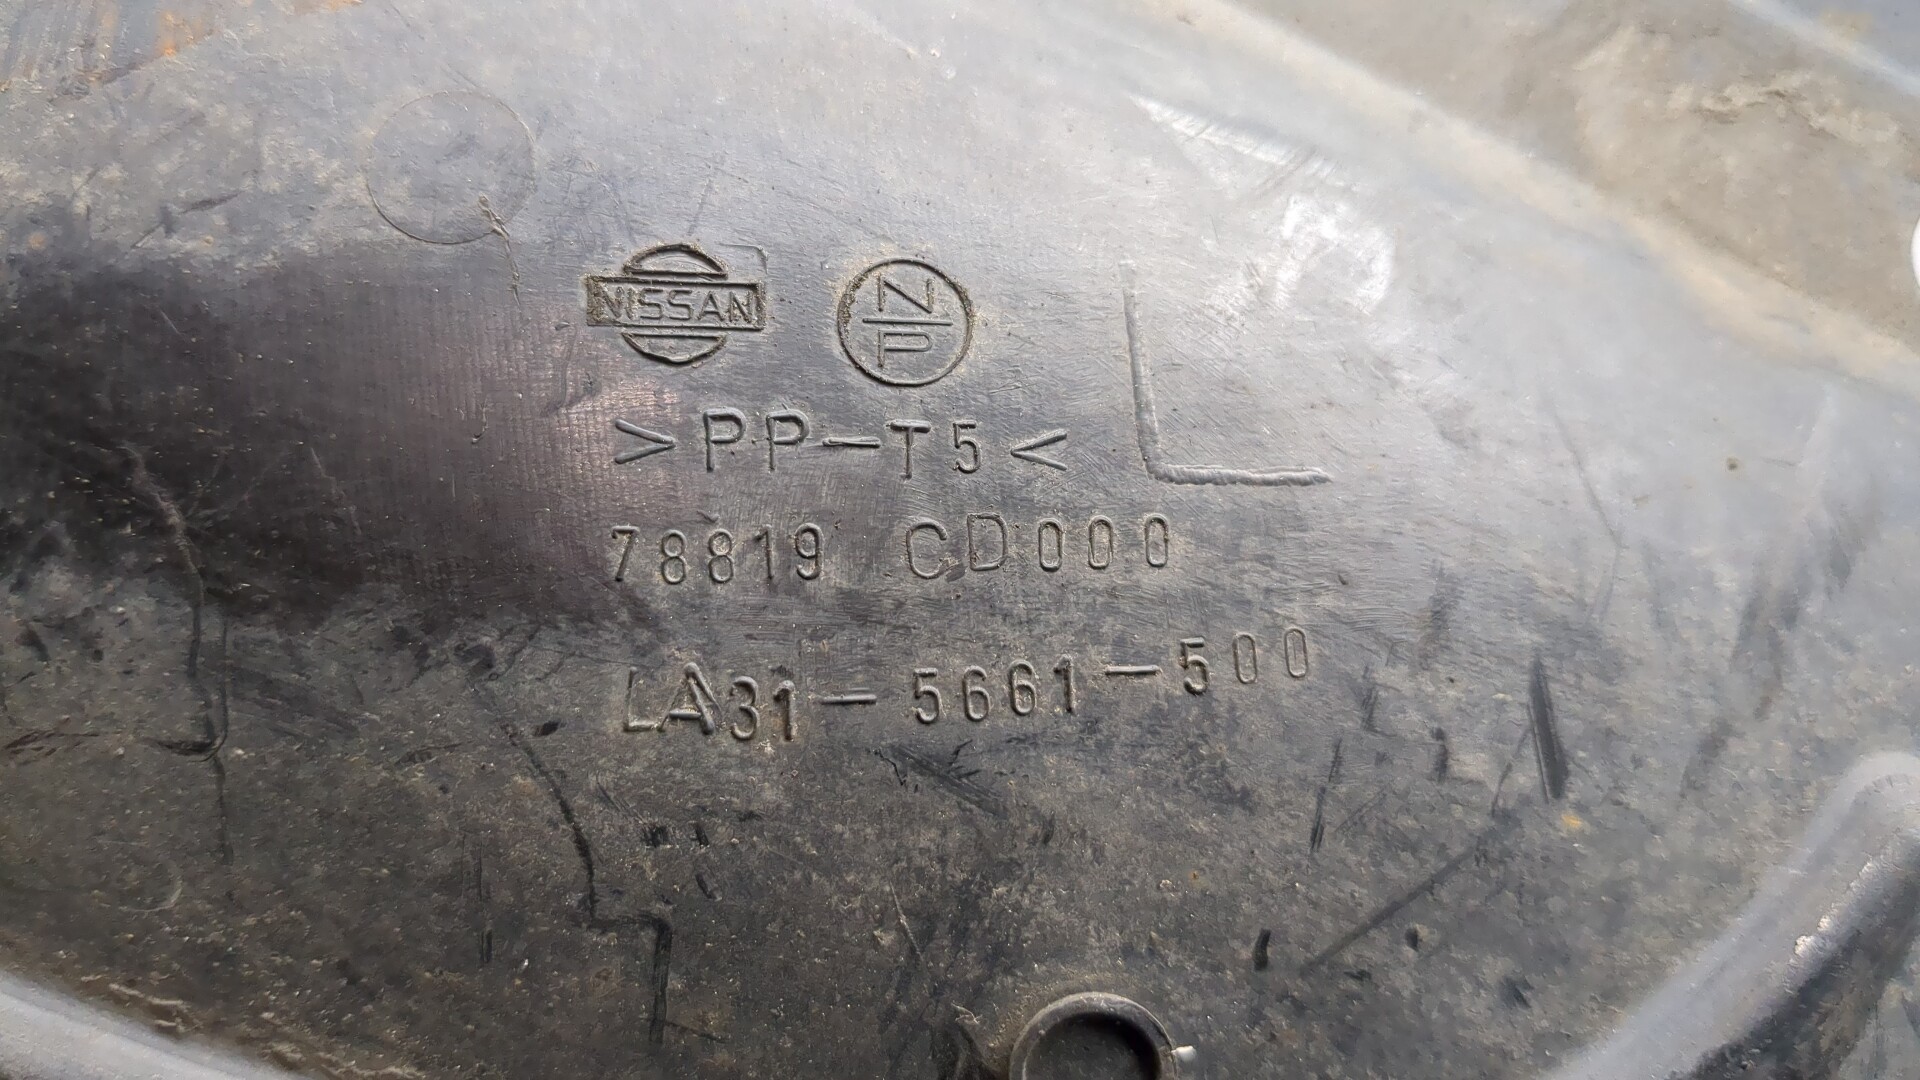 NISSAN
N
P
L
>PP-T5<
78819 CD000
LA31-5661-500